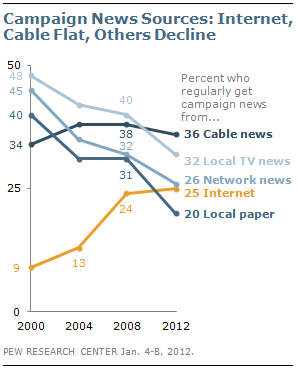 Campaign News Sources: Internet,
Cable Flat, Others Decline
50
48
45
40
34
25
9
0
40
38
32
31
24
13
Percent who
regularly get
campaign news
from...
36 Cable news
32 Local TV news
26 Network news
25 Internet
20 Local paper
2000 2004 2008 2012
PEW RESEARCH CENTER Jan. 4-8, 2012.